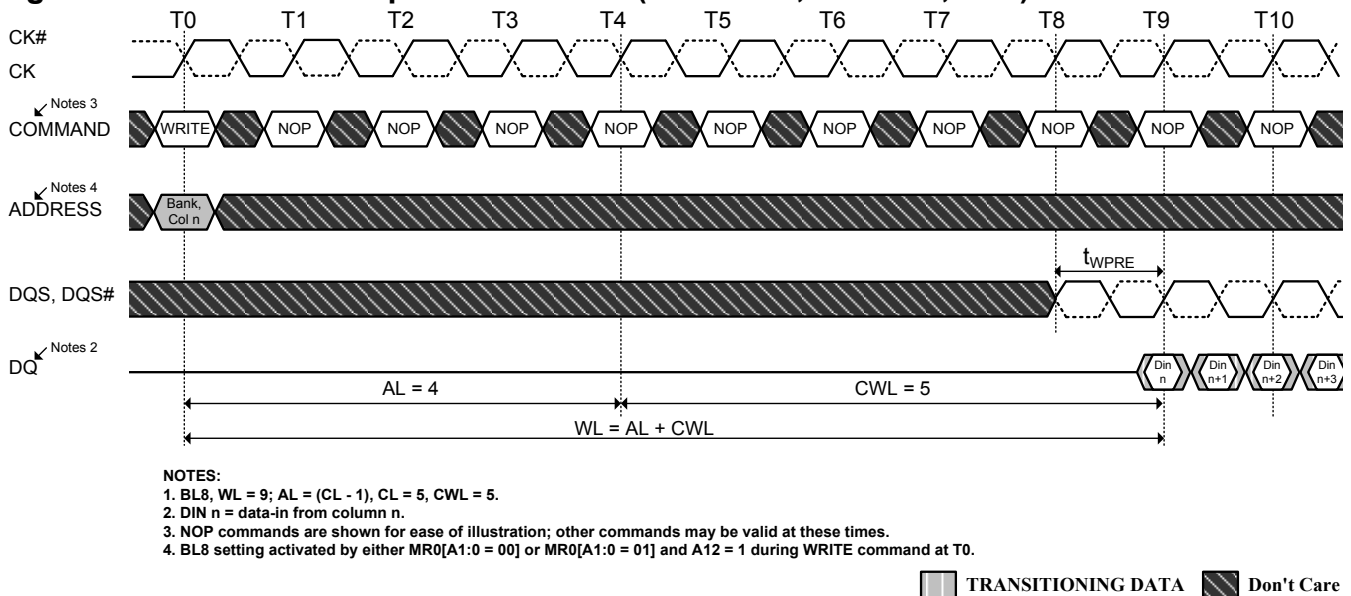 T0 T1 T2 T3 T4 T5 T6 T7 T8 T9 T10
CK#
CK
Notes 3
COMMAND
WRITE NOP NOP NOP NOP NOP NOP NOP NOP NOP NOP
Notes 4
ADDRESS
Bank,
Col n
tWPRE
DQS, DQS#
Notes 2
DQ
Din n
Din n+1
Din n+2
Din n+3
AL = 4
CWL = 5
WL = AL + CWL
NOTES:
1. BL8, WL = 9; AL = (CL - 1), CL = 5, CWL = 5.
2. DIN n = data-in from column n.
3. NOP commands are shown for ease of illustration; other commands may be valid at these times.
4. BL8 setting activated by either MR0[A1:0 = 00] or MR0[A1:0 = 01] and A12 = 1 during WRITE command at T0.
TRANSITIONING DATA
Don't Care